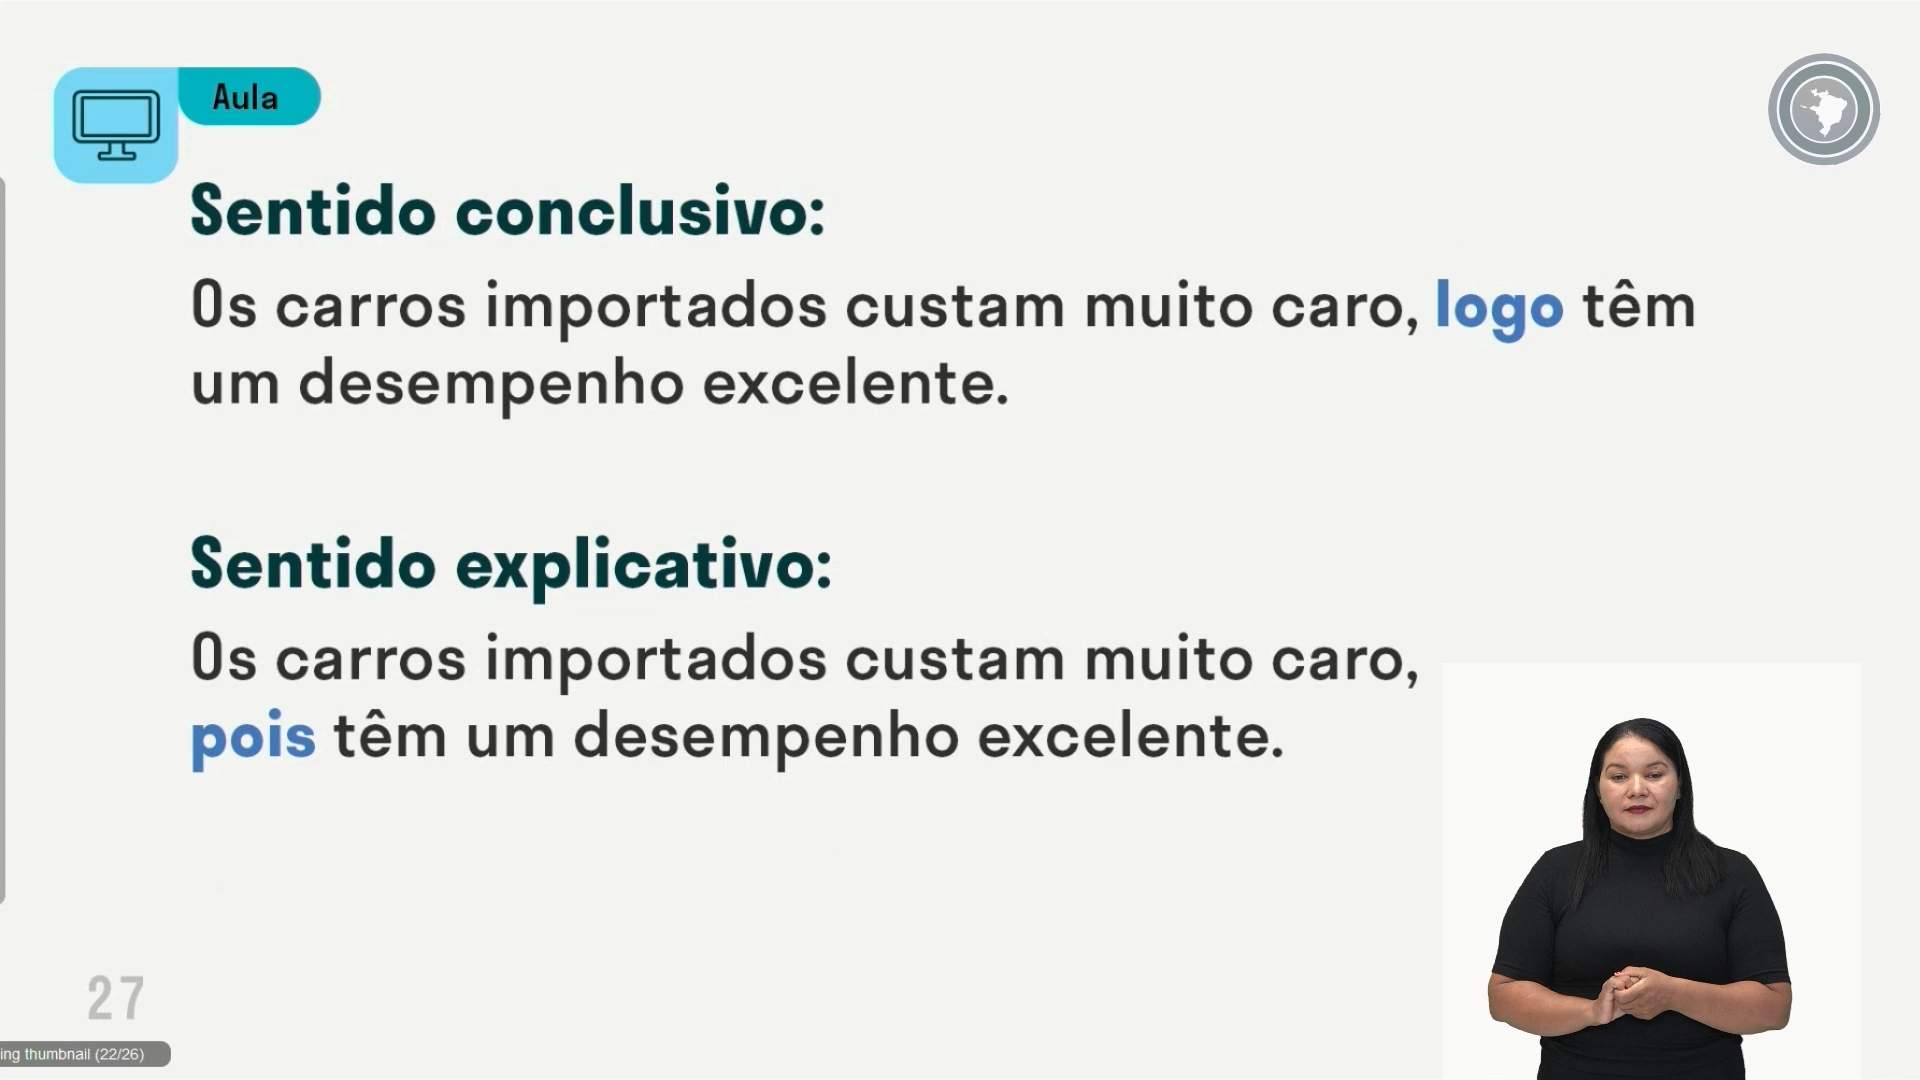 Aula
Sentido conclusivo:
Os carros importados custam muito caro, logo têm
um desempenho excelente.
Sentido explicativo:
Os carros importados custam muito caro,
pois têm um desempenho excelente.
27
ing thumbnail (22/26)